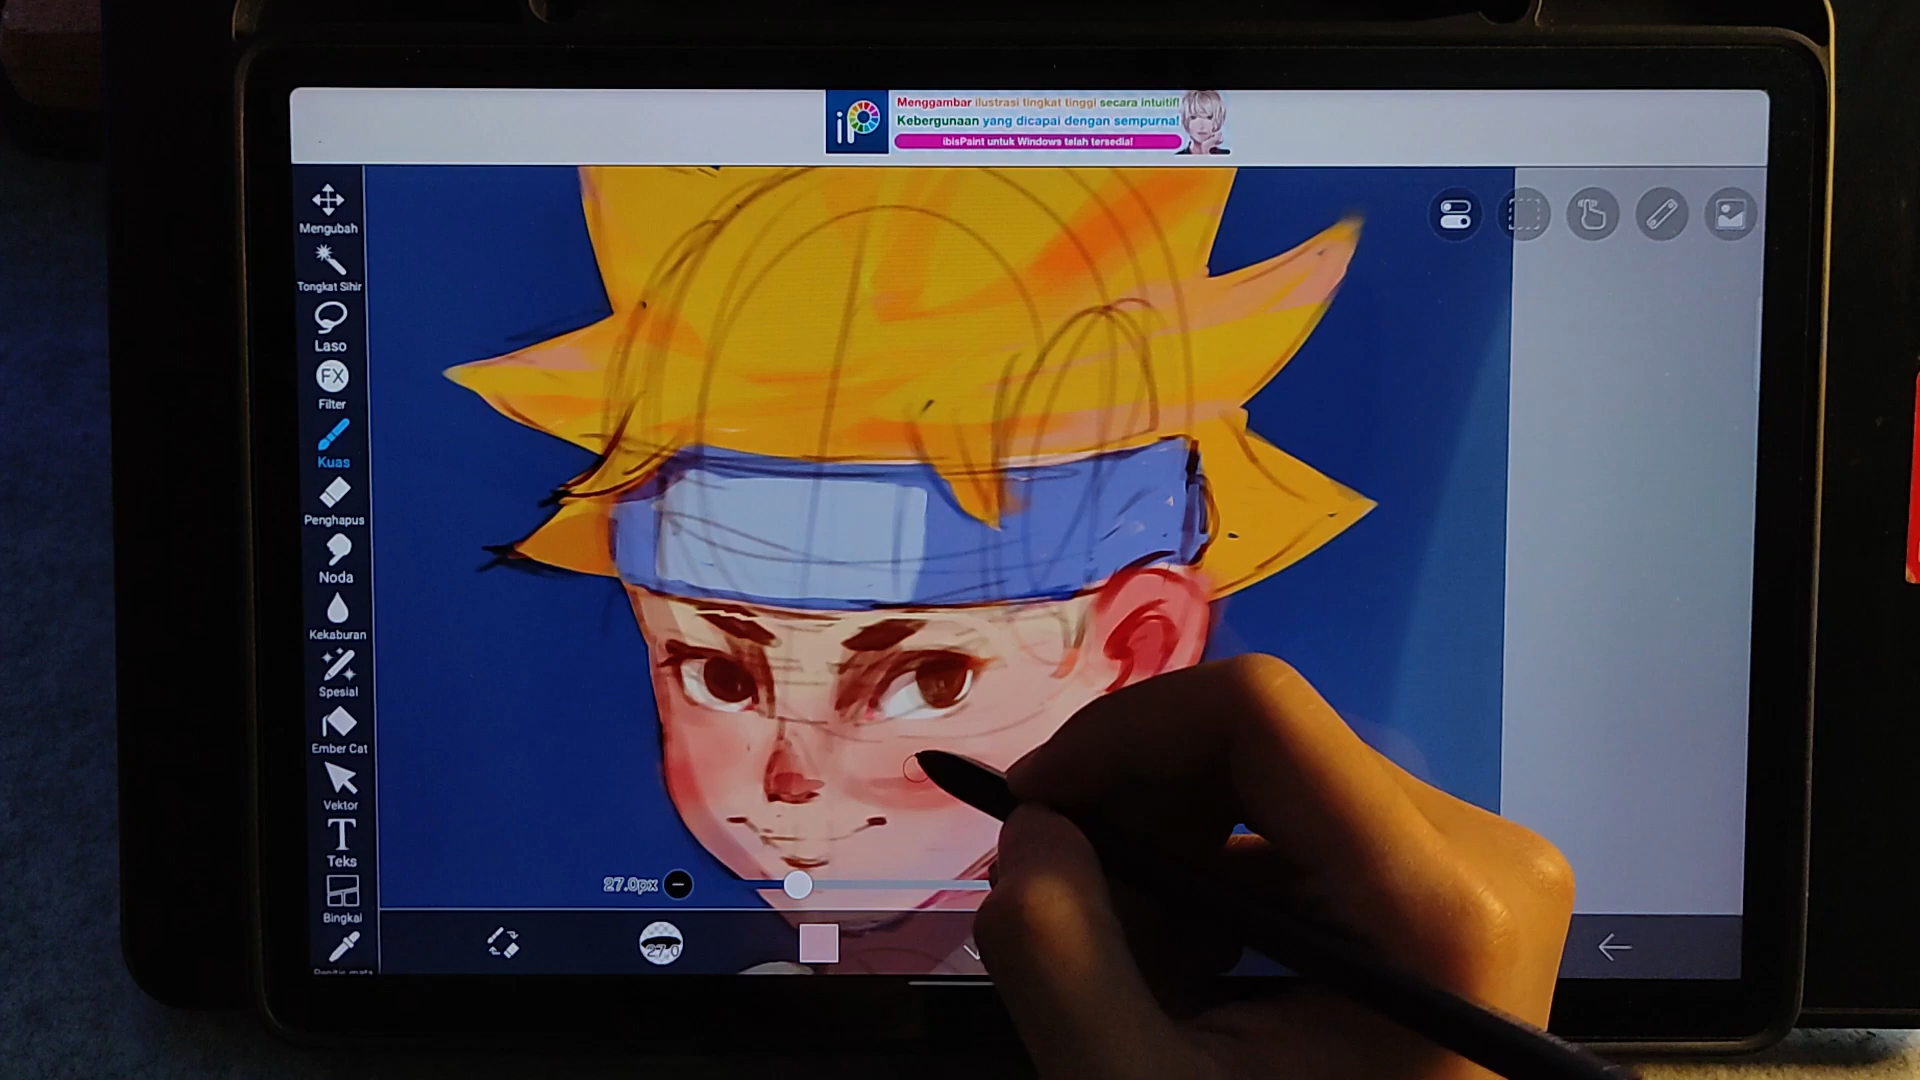 iP
Menggambar ilustrasi tingkat tinggi secara intuitif!
Kebergunaan yang dicapai dengan sempurna!
ibisPaint untuk Windows telah tersedia!
Mengubah
Tongkat Sihir
Laso
FX
Filter
Kuas
Penghapus
Noda
Kekaburan
Spesial
Ember Cat
Vektor
T
Teks
Bingkai
27.0px
27.0